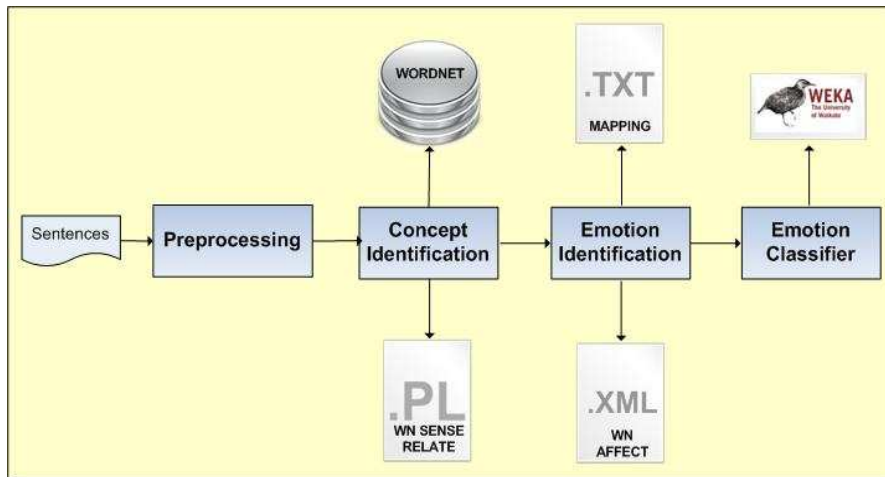 WORDNET
.TXT
MAPPING
WEKA
The University
of Waikato
Sentences
Preprocessing
Concept
Identification
Emotion
Identification
Emotion
Classifier
.PL
WN SENSE
RELATE
.XML
WN
AFFECT